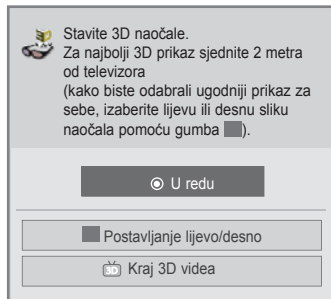 Stavite 3D naočale.
Za najbolji 3D prikaz sjednite 2 metra
od televizora
(kako biste odabrali ugodniji prikaz za
sebe, izaberite lijevu ili desnu sliku
naočala pomoću gumba ).
U redu
Postavljanje lijevo/desno
3D Kraj 3D videa